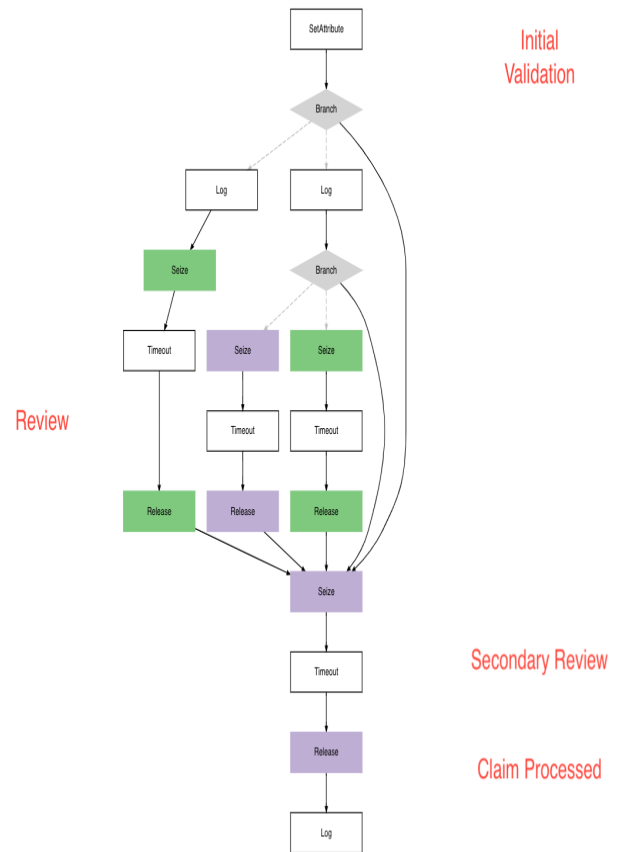 SetAttribute
Initial
Validation
Branch
Log
Log
Seize
Branch
Timeout
Seize
Seize
Review
Timeout
Timeout
Release
Release
Release
Seize
Secondary Review
Timeout
Release
Claim Processed
Log